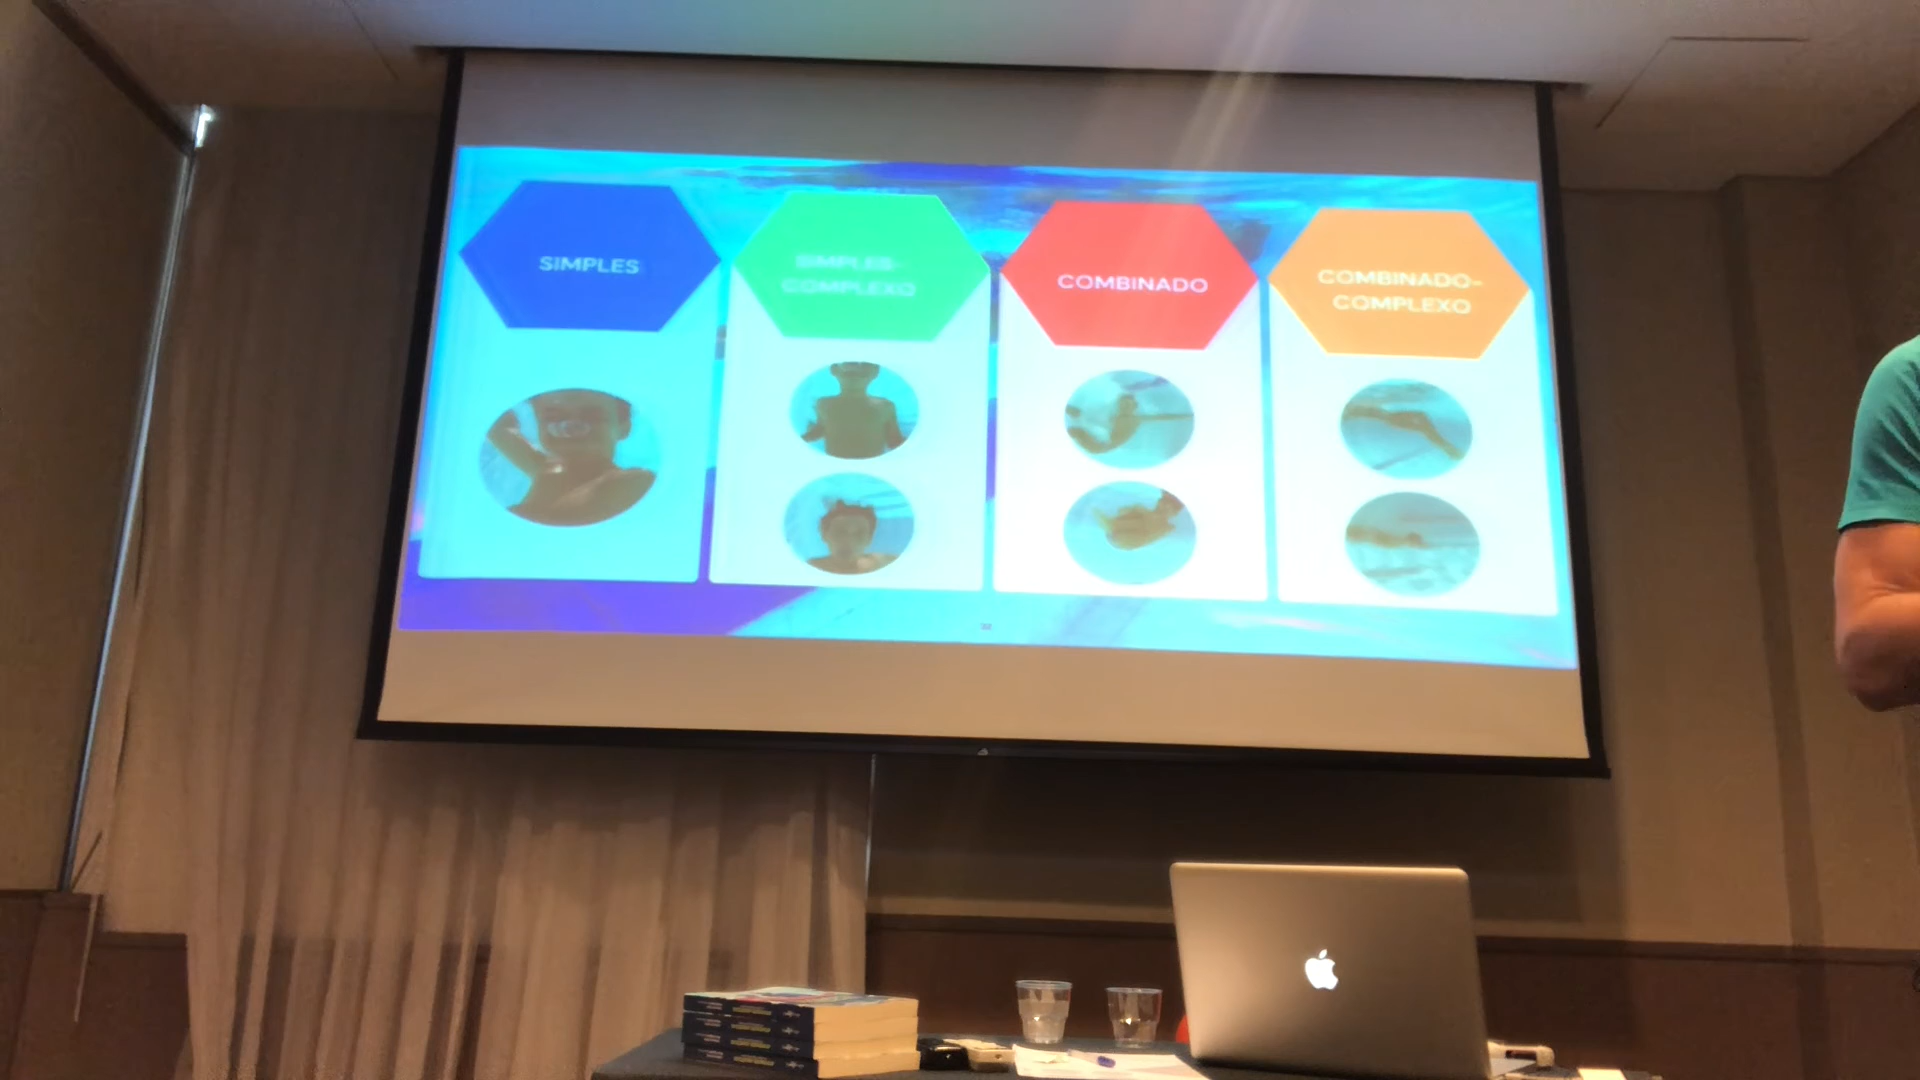 SIMPLES
SIMPLES-
COMPLEXO
COMBINADO
COMBINADO-
COMPLEXO